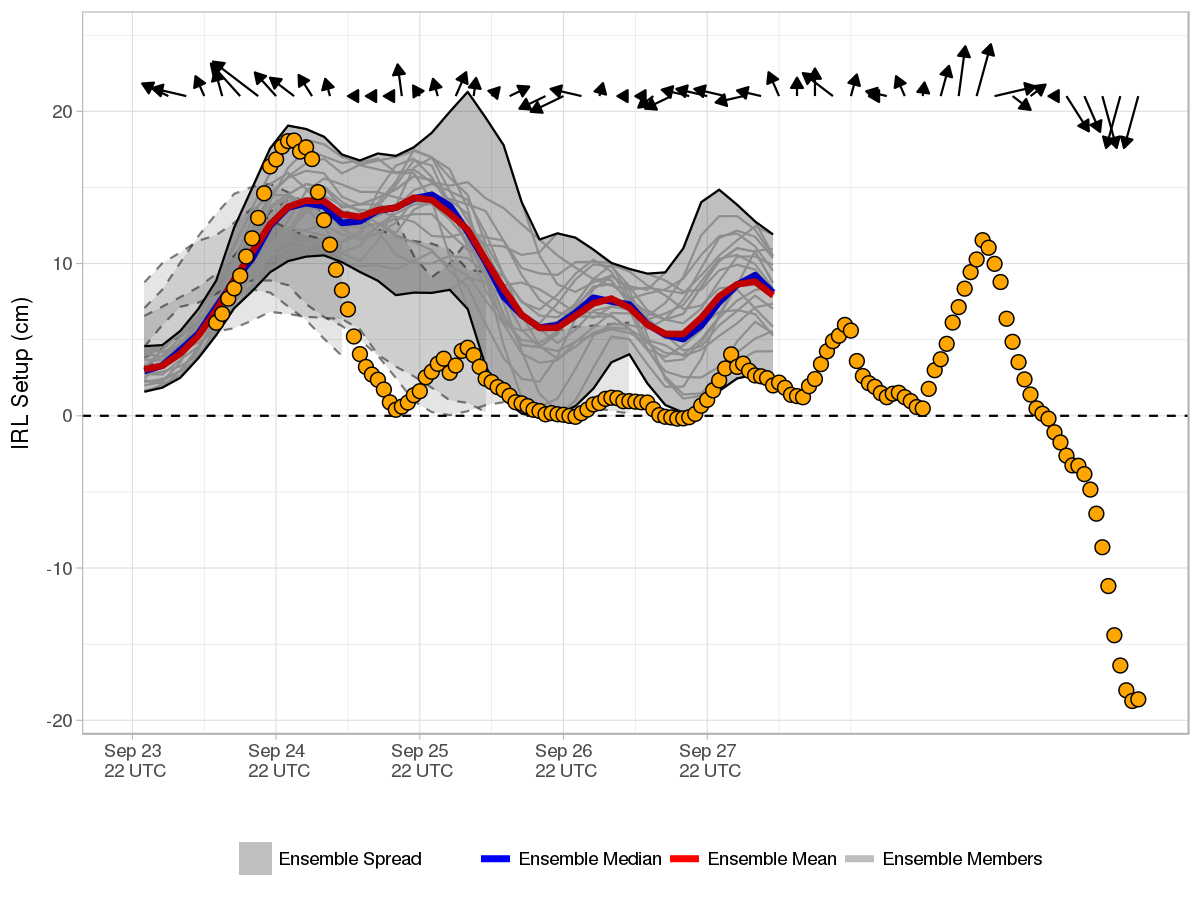 IRL Setup (cm)
20
10
0
-10
-20
Sep 23 Sep 24 Sep 25 Sep 26 Sep 27
22 UTC 22 UTC 22 UTC 22 UTC 22 UTC
Ensemble Spread Ensemble Median Ensemble Mean Ensemble Members